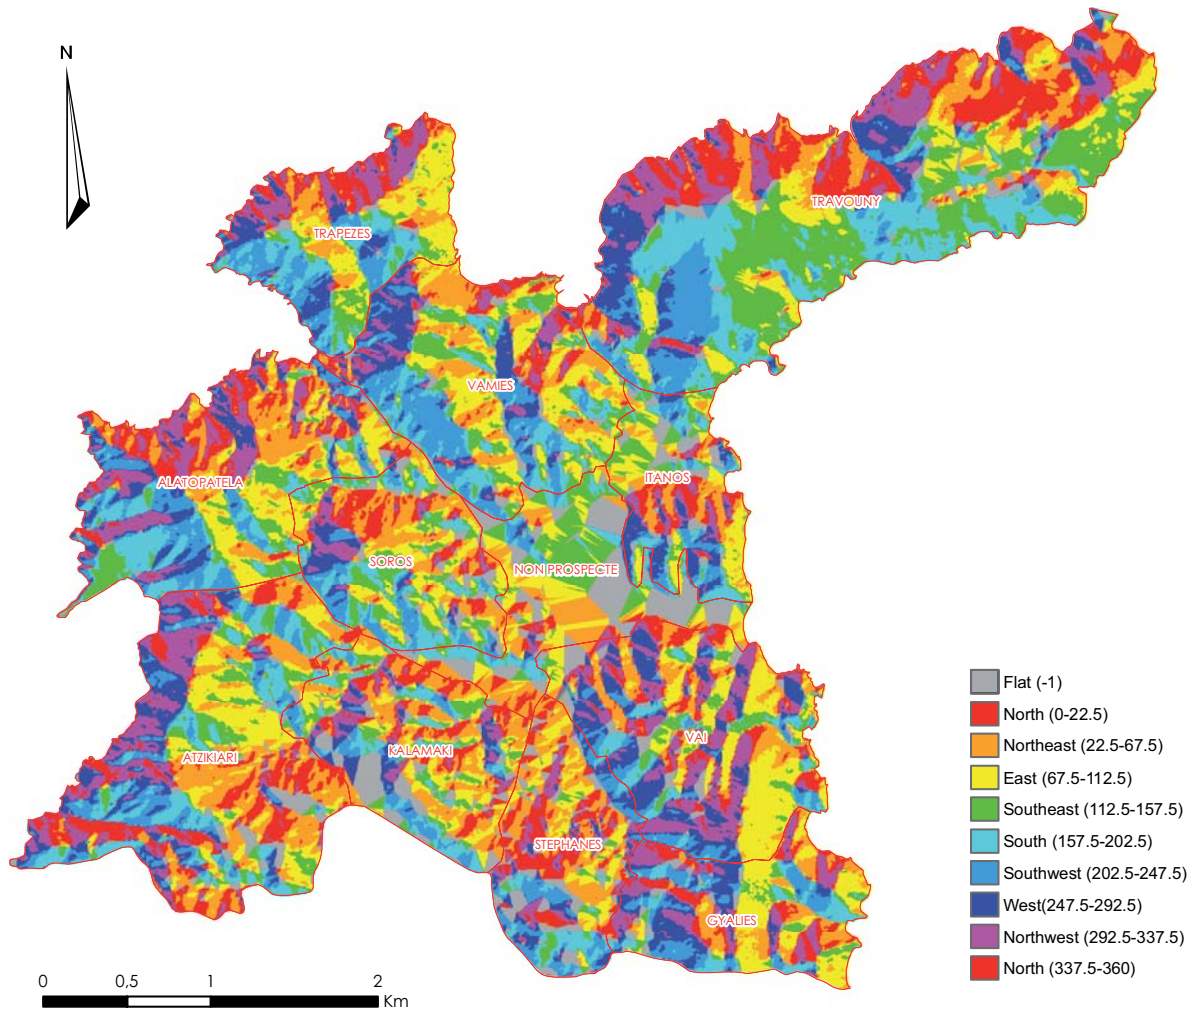 N
TRAPEZES
TRAVOUNY
VAMIES
ALATOPATELA
ITANOS
SOROS
NON PROSPECTE
VAI
KALAMAKI
ATZIKIARI
STEPHANES
GYALIES
Flat (-1)
North (0-22.5)
Northeast (22.5-67.5)
East (67.5-112.5)
Southeast (112.5-157.5)
South (157.5-202.5)
Southwest (202.5-247.5)
West(247.5-292.5)
Northwest (292.5-337.5)
North (337.5-360)
0 0,5 1 2
Km